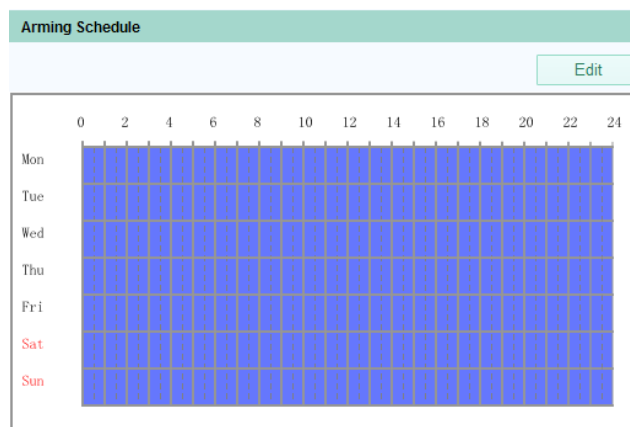 Arming Schedule
Edit
0 2 4 6 8 10 12 14 16 18 20 22 24
Mon
Tue
Wed
Thu
Fri
Sat
Sun